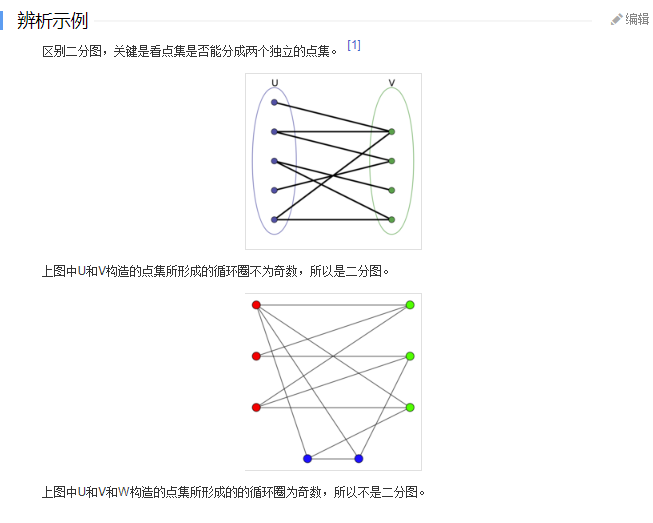 辨析示例
编辑
区别二分图，关键是看点集是否能分成两个独立的点集。 [1]
U V
上图中U和V构造的点集所形成的循环圈不为奇数，所以是二分图。
上图中U和V和W构造的点集所形成的的循环圈为奇数，所以不是二分图。